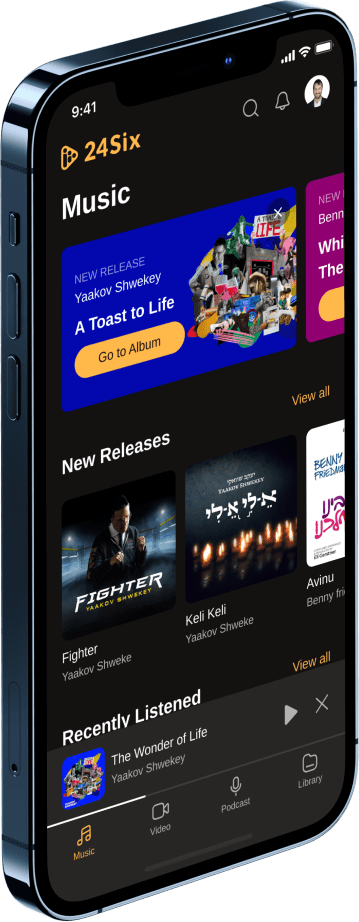 9:41
24Six
Music
NEW RELEASE
Yaakov Shwekey
A Toast to Life
Go to Album
A TOAST
LIFE
NEW
Benn
Whi
The
View all
New Releases
FIGHTER
YAAKOV SHWEKEY
יעקב שוואקי
YAAKOV SHWEKEY
BENNY
FRIEDMAN
Fighter
Yaakov Shweke
Keli Keli
Yaakov Shweke
Avinu
Benny frie
View all
Recently Listened
The Wonder of Life
Yaakov Shwekey
Music
Video
Podcast
Library